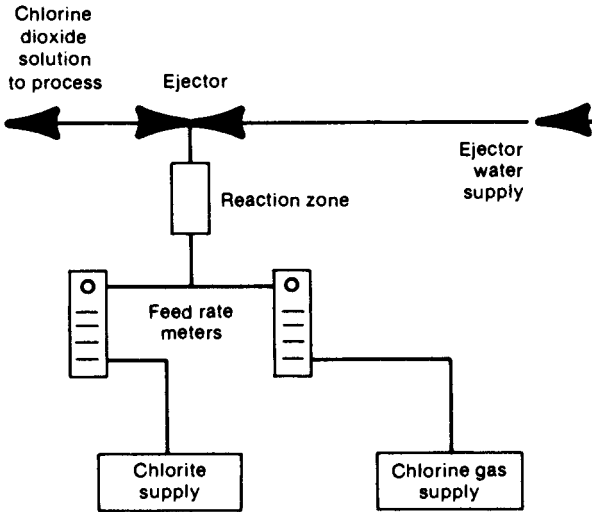 Chlorine
dioxide
solution
to process
Ejector
Ejector
water
supply
Reaction zone
Feed rate
meters
Chlorite
supply
Chlorine gas
supply